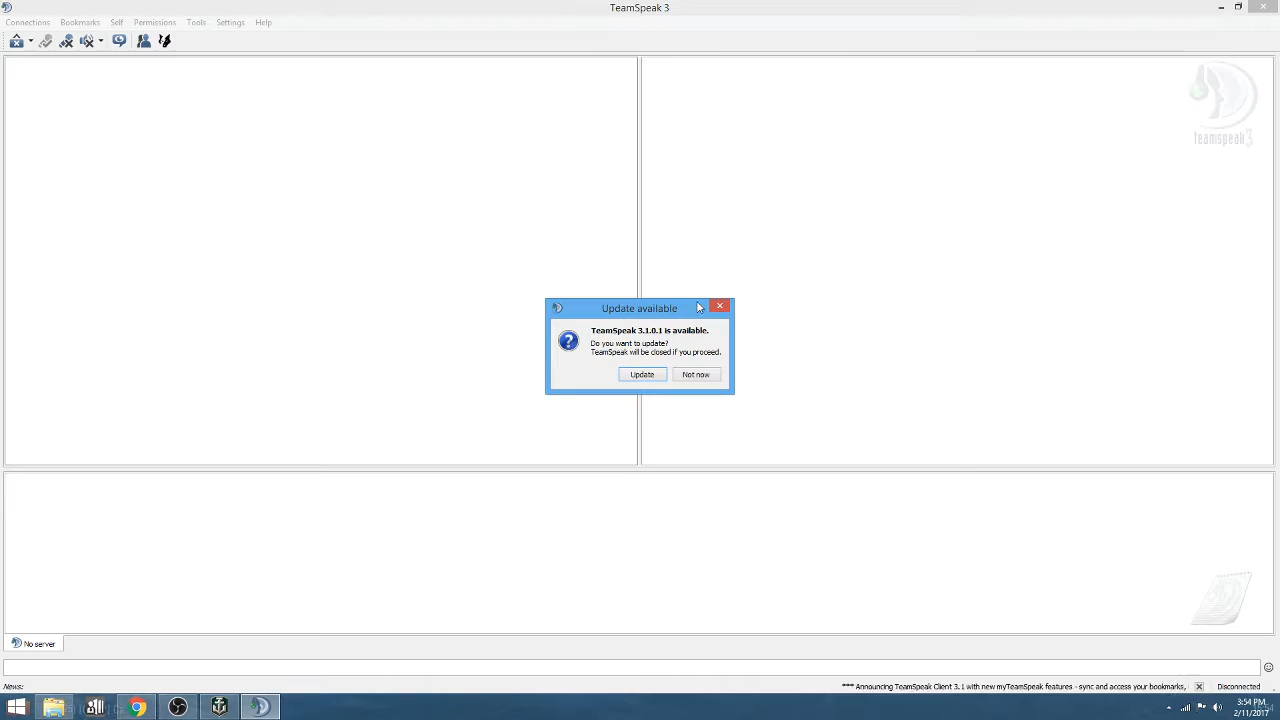 TeamSpeak 3
Connections Bookmarks Self Permissions Tools Settings Help
teamspeak3
Update available
TeamSpeak 3.1.0.1 is available.
Do you want to update?
TeamSpeak will be closed if you proceed.
Update Not now
No server
News: *** Announcing TeamSpeak Client 3.1 with new myTeamSpeak features - sync and access your bookmarks, Disconnected
3:54 PM
2/11/2017